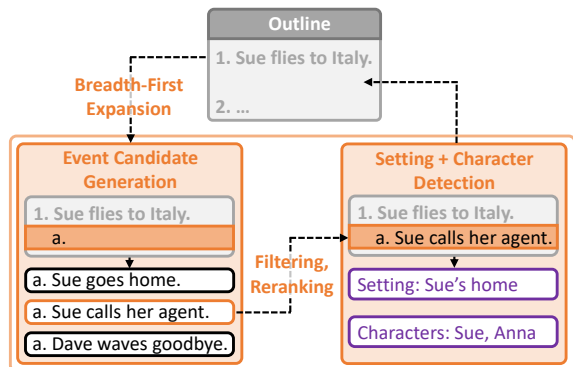 Outline
1. Sue flies to Italy.
2. ...
Breadth-First
Expansion
Event Candidate
Generation
1. Sue flies to Italy.
a.
a. Sue goes home.
a. Sue calls her agent.
a. Dave waves goodbye.
Filtering,
Reranking
Setting + Character
Detection
1. Sue flies to Italy.
a. Sue calls her agent.
Setting: Sue's home
Characters: Sue, Anna